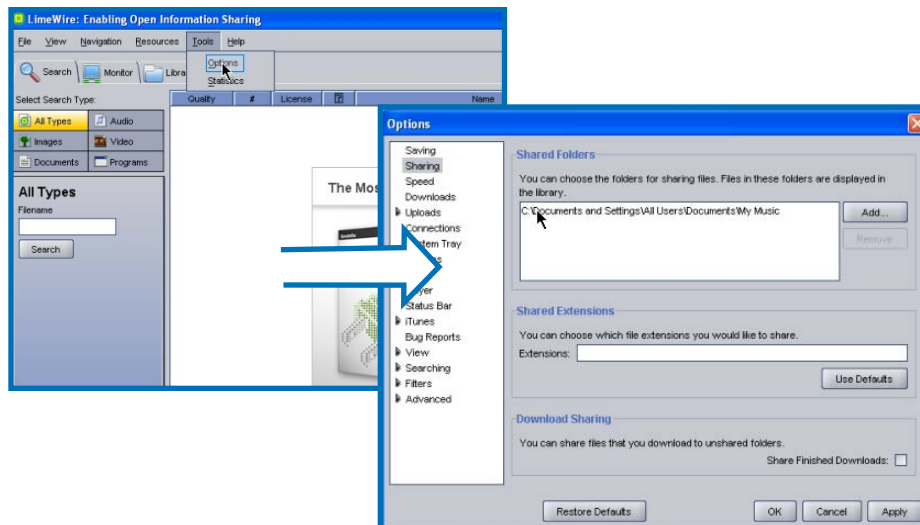 LimeWire: Enabling Open Information Sharing
File View Navigation Resources Tools Help
Options
Statistics
Search Monitor Libra
Select Search Type:
Quality # License ? Name
All Types Audio
Images Video
Documents Programs
All Types
Filename
Search
The Mos
Options
Saving
Sharing
Speed
Downloads
Uploads
Connections
System Tray
Status Bar
iTunes
Bug Reports
View
Searching
Filters
Advanced
Shared Folders
You can choose the folders for sharing files. Files in these folders are displayed in
the library.
C:\Documents and Settings\All Users\Documents\My Music
Add...
Remove
Shared Extensions
You can choose which file extensions you would like to share.
Extensions:
Use Defaults
Download Sharing
You can share files that you download to unshared folders.
Share Finished Downloads:
Restore Defaults OK Cancel Apply